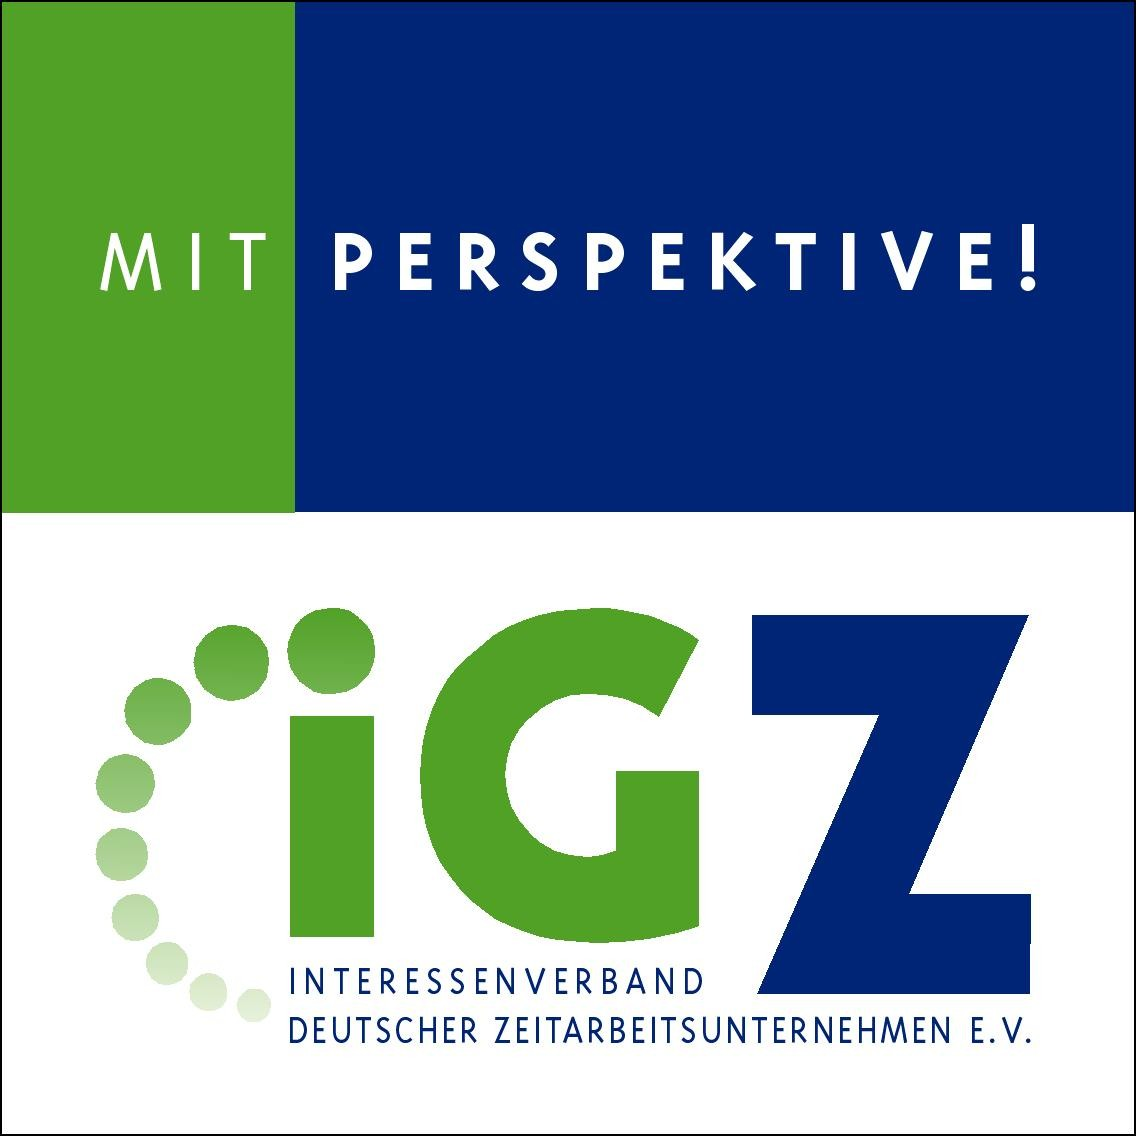 MIT PERSPEKTIVE!
iGZ
INTERESSENVERBAND
DEUTSCHER ZEITARBEITSUNTERNEHMEN E.V.